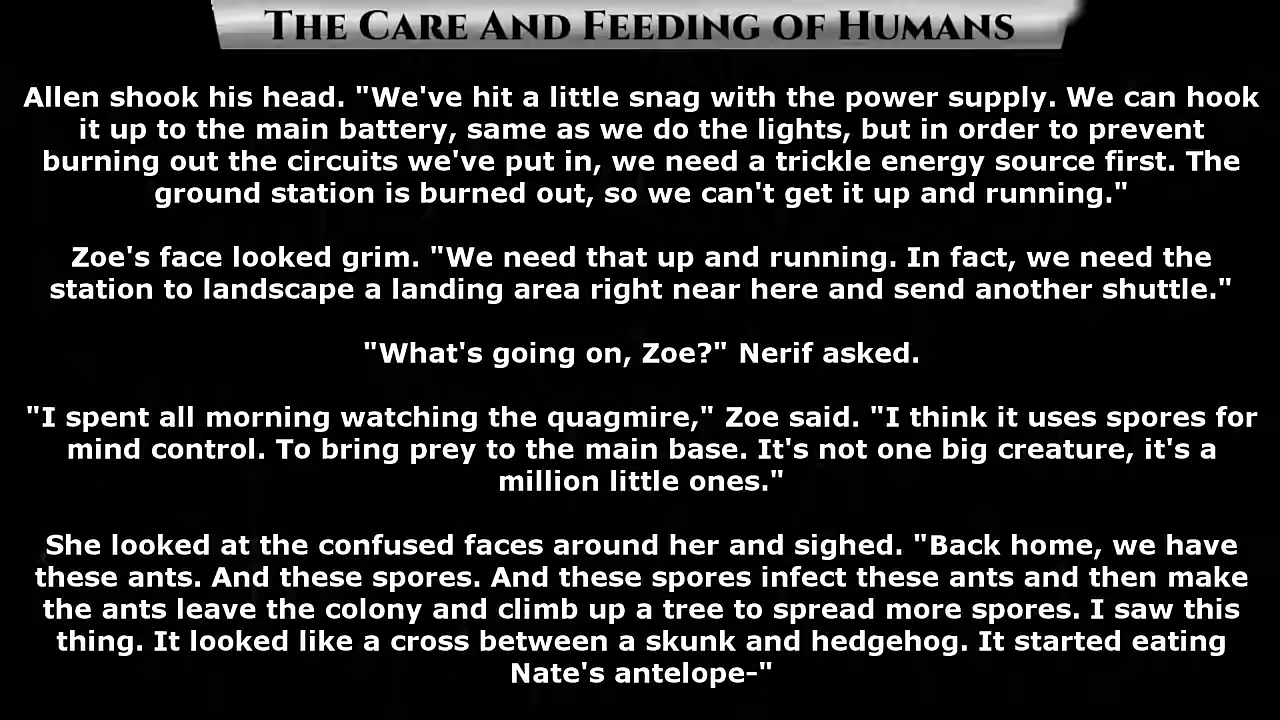 The Care And Feeding of Humans
Allen shook his head. "We've hit a little snag with the power supply. We can hook
it up to the main battery, same as we do the lights, but in order to prevent
burning out the circuits we've put in, we need a trickle energy source first. The
ground station is burned out, so we can't get it up and running."
Zoe's face looked grim. "We need that up and running. In fact, we need the
station to landscape a landing area right near here and send another shuttle."
"What's going on, Zoe?" Nerif asked.
"I spent all morning watching the quagmire," Zoe said. "I think it uses spores for
mind control. To bring prey to the main base. It's not one big creature, it's a
million little ones."
She looked at the confused faces around her and sighed. "Back home, we have
these ants. And these spores. And these spores infect these ants and then make
the ants leave the colony and climb up a tree to spread more spores. I saw this
thing. It looked like a cross between a skunk and hedgehog. It started eating
Nate's antelope-"